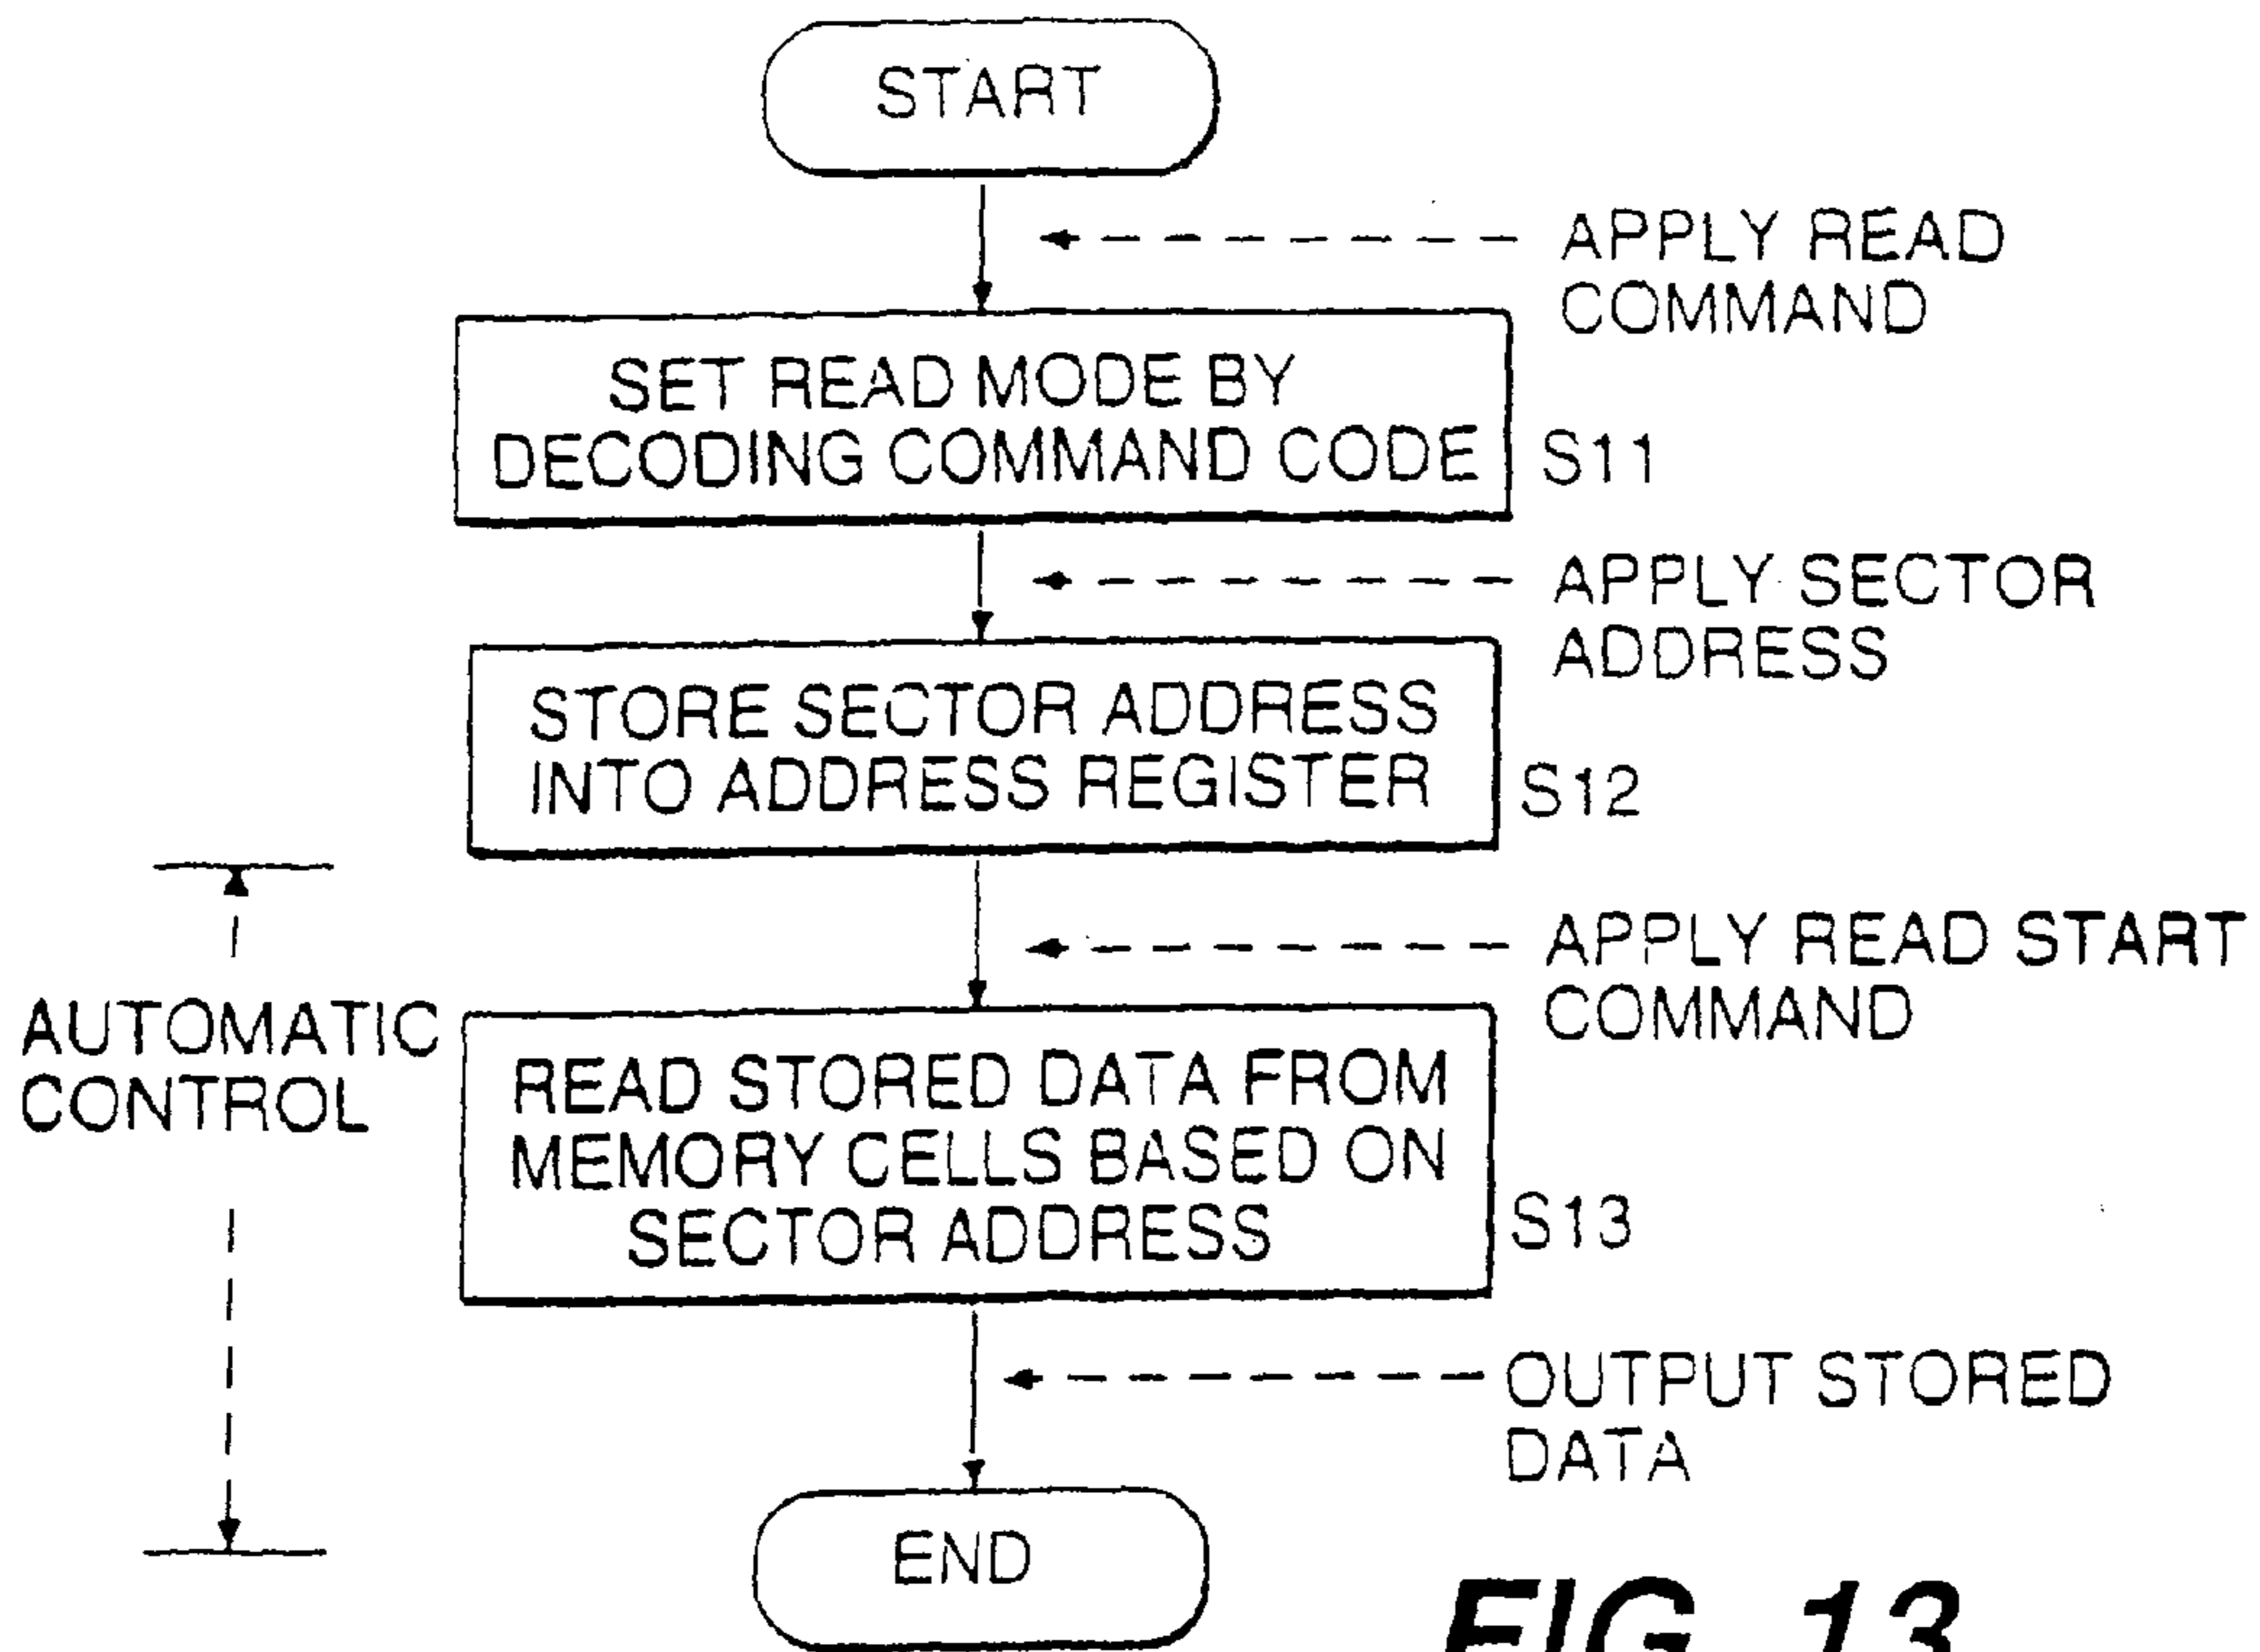 START
APPLY READ
COMMAND
SET READ MODE BY
DECODING COMMAND CODE
S11
APPLY SECTOR
ADDRESS
STORE SECTOR ADDRESS
INTO ADDRESS REGISTER
S12
APPLY READ START
COMMAND
AUTOMATIC
CONTROL
READ STORED DATA FROM
MEMORY CELLS BASED ON
SECTOR ADDRESS
S13
OUTPUT STORED
DATA
END
FIG. 13